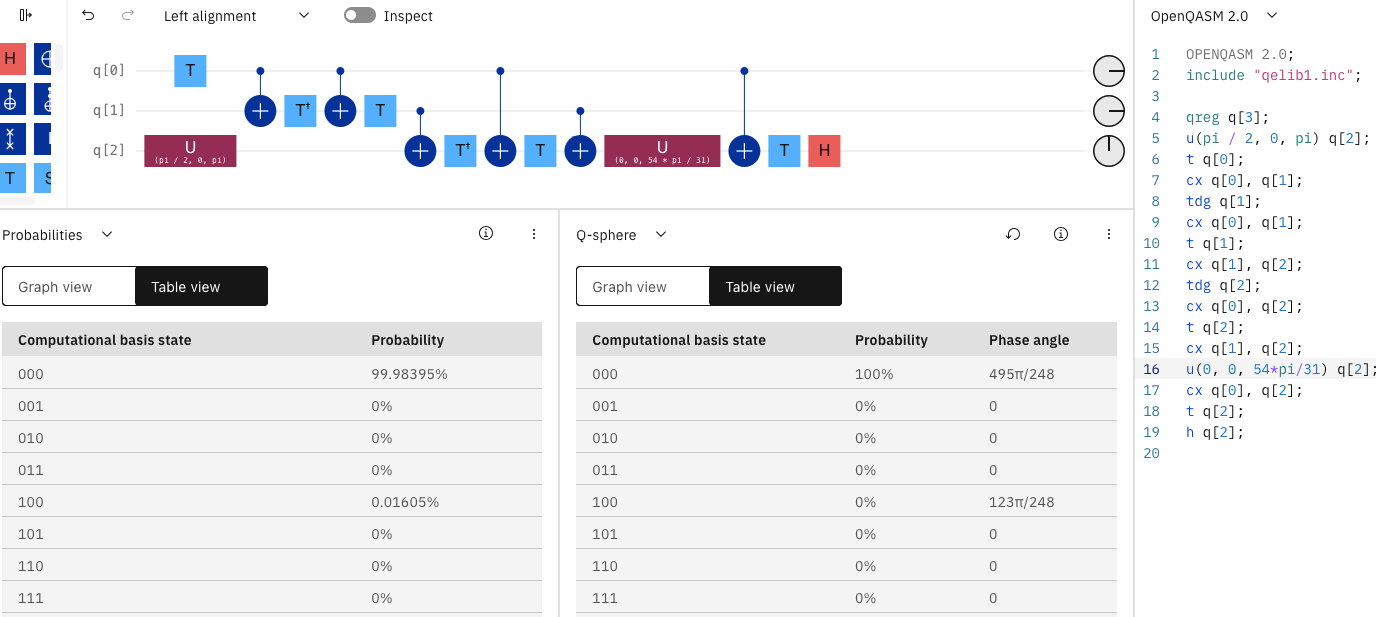 Left alignment
Inspect
OpenQASM 2.0
H
T
S
q[0]
T
q[1]
T†
T
q[2]
U
(pi / 2, 0, pi)
T†
T
U
(0, 0, 54 * pi / 31)
T
H
1 OPENQASM 2.0;
2 include "qelib1.inc";
3
4 qreg q[3];
5 u(pi / 2, 0, pi) q[2];
6 t q[0];
7 cx q[0], q[1];
8 tdg q[1];
9 cx q[0], q[1];
10 t q[1];
11 cx q[1], q[2];
12 tdg q[2];
13 cx q[0], q[2];
14 t q[2];
15 cx q[1], q[2];
16 u(0, 0, 54*pi/31) q[2];
17 cx q[0], q[2];
18 t q[2];
19 h q[2];
20
Probabilities
Graph view
Table view
Computational basis state Probability
000 99.98395%
001 0%
010 0%
011 0%
100 0.01605%
101 0%
110 0%
111 0%
Q-sphere
Graph view
Table view
Computational basis state Probability Phase angle
000 100% 495π/248
001 0% 0
010 0% 0
011 0% 0
100 0% 123π/248
101 0% 0
110 0% 0
111 0% 0